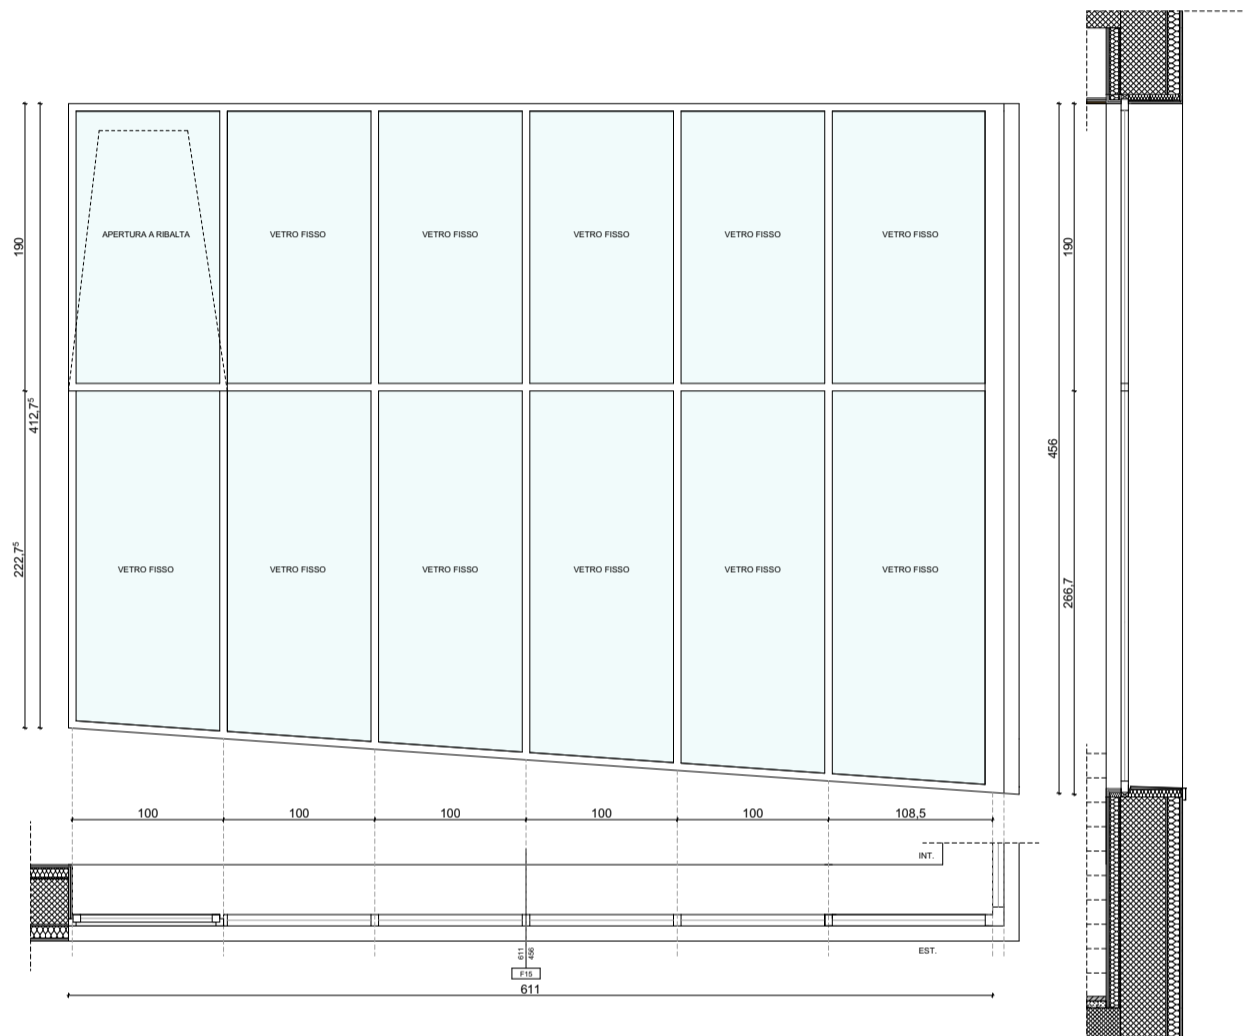 APERTURA A RIBALTA
VETRO FISSO
VETRO FISSO
VETRO FISSO
VETRO FISSO
VETRO FISSO
190
190
412,7⁵
456
222,7⁵
266,7
VETRO FISSO
VETRO FISSO
VETRO FISSO
VETRO FISSO
VETRO FISSO
VETRO FISSO
100
100
100
100
100
108,5
INT.
EST.
611
456
F15
611